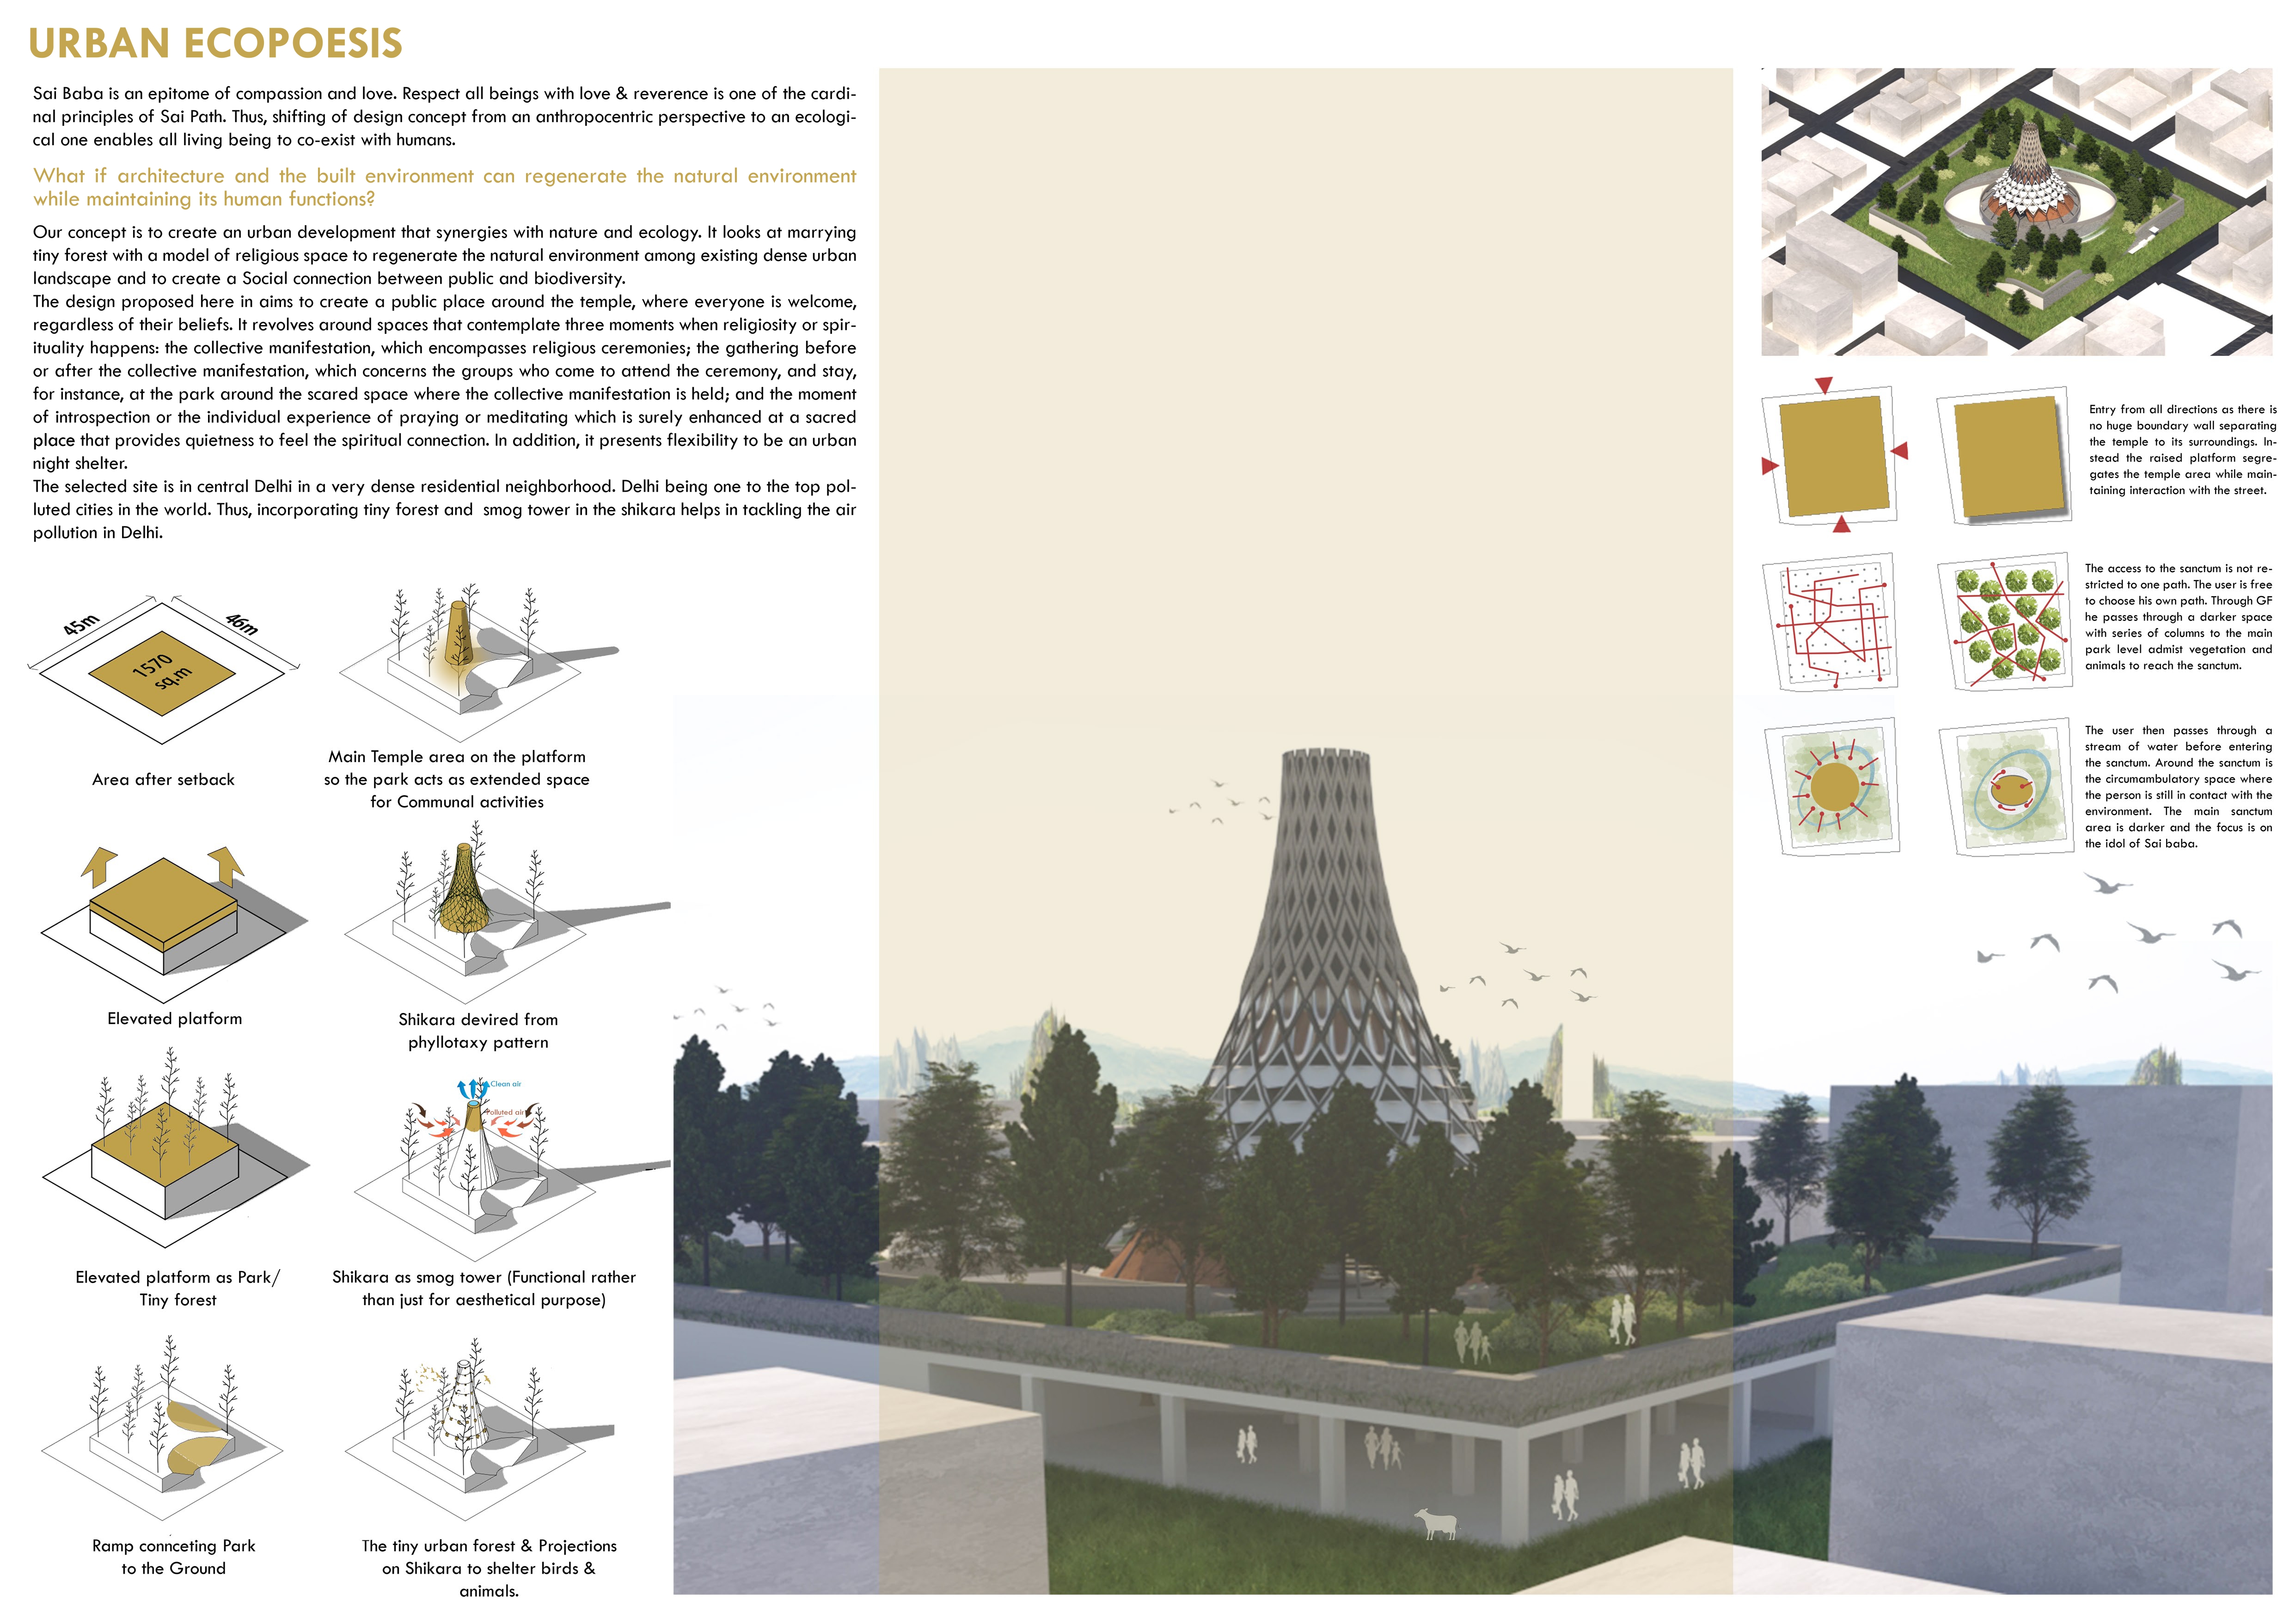 URBAN ECOPOESIS
Sai Baba is an epitome of compassion and love. Respect all beings with love & reverence is one of the cardi-
nal principles of Sai Path. Thus, shifting of design concept from an anthropocentric perspective to an ecologi-
cal one enables all living being to co-exist with humans.
What if architecture and the built environment can regenerate the natural environment
while maintaining its human functions?
Our concept is to create an urban development that synergies with nature and ecology. It looks at marrying
tiny forest with a model of religious space to regenerate the natural environment among existing dense urban
landscape and to create a Social connection between public and biodiversity.
The design proposed here in aims to create a public place around the temple, where everyone is welcome,
regardless of their beliefs. It revolves around spaces that contemplate three moments when religiosity or spir-
ituality happens: the collective manifestation, which encompasses religious ceremonies; the gathering before
or after the collective manifestation, which concerns the groups who come to attend the ceremony, and stay,
for instance, at the park around the scared space where the collective manifestation is held; and the moment
of introspection or the individual experience of praying or meditating which is surely enhanced at a sacred
place that provides quietness to feel the spiritual connection. In addition, it presents flexibility to be an urban
night shelter.
The selected site is in central Delhi in a very dense residential neighborhood. Delhi being one to the top pol-
luted cities in the world. Thus, incorporating tiny forest and smog tower in the shikara helps in tackling the air
pollution in Delhi.
45m
46m
1570
sq.m
Area after setback
Main Temple area on the platform
so the park acts as extended space
for Communal activities
Elevated platform
Shikara devired from
phyllotaxy pattern
Clean air
Polluted air
Elevated platform as Park/
Tiny forest
Shikara as smog tower (Functional rather
than just for aesthetical purpose)
Ramp connceting Park
to the Ground
The tiny urban forest & Projections
on Shikara to shelter birds &
animals.
Entry from all directions as there is
no huge boundary wall separating
the temple to its surroundings. In-
stead the raised platform segre-
gates the temple area while main-
taining interaction with the street.
The access to the sanctum is not re-
stricted to one path. The user is free
to choose his own path. Through GF
he passes through a darker space
with series of columns to the main
park level admist vegetation and
animals to reach the sanctum.
The user then passes through a
stream of water before entering
the sanctum. Around the sanctum is
the circumambulatory space where
the person is still in contact with the
environment. The main sanctum
area is darker and the focus is on
the idol of Sai baba.